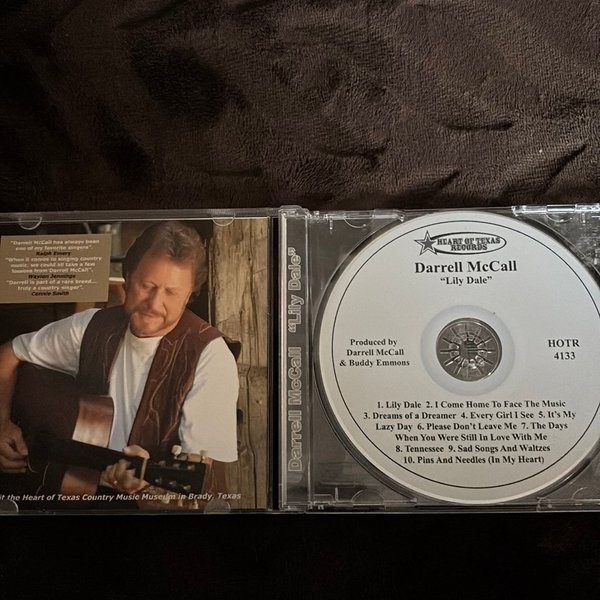 "Darrell McCall has always been
one of my favorite singers".
Ralph Emery
"When it comes to singing country
music, we could all take a few
lessons from Darrell McCall".
Waylon Jennings
"Darrell is part of a rare breed...
truly a country singer".
Connie Smith
it the Heart of Texas Country Music Museum in Brady, Texas
Darrell McCall "Lily Dale"
HEART OF TEXAS
RECORDS
Darrell McCall
"Lily Dale"
Produced by
Darrell McCall
& Buddy Emmons
HOTR
4133
1. Lily Dale 2. I Come Home To Face The Music
3. Dreams of a Dreamer 4. Every Girl I See 5. It's My
Lazy Day 6. Please Don't Leave Me 7. The Days
When You Were Still In Love With Me
8. Tennessee 9. Sad Songs And Waltzes
10. Pins And Needles (In My Heart)